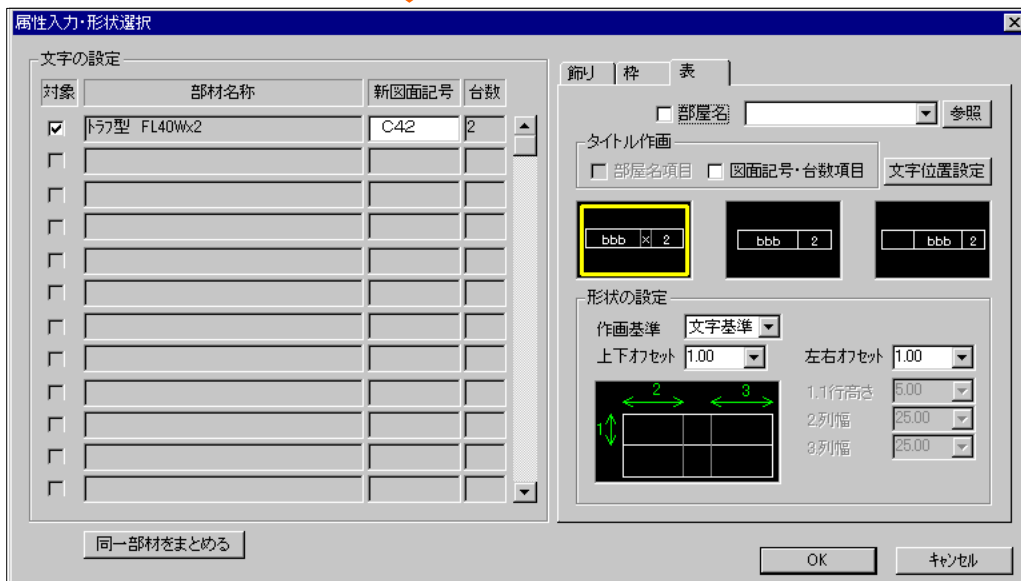 属性入力・形状選択
文字の設定
対象 部材名称 新図面記号 台数
ﾄﾗﾌ型 FL40W×2 C42 2
同一部材をまとめる
飾り 枠 表
部屋名 参照
タイトル作画
部屋名項目 図面記号・台数項目 文字位置設定
bbb × 2
bbb 2
bbb 2
形状の設定
作画基準 文字基準
上下ｵﾌｾｯﾄ 1.00 左右ｵﾌｾｯﾄ 1.00
2 3
1
1.1行高さ 5.00
2.列幅 25.00
3.列幅 25.00
OK ｷｬﾝｾﾙ